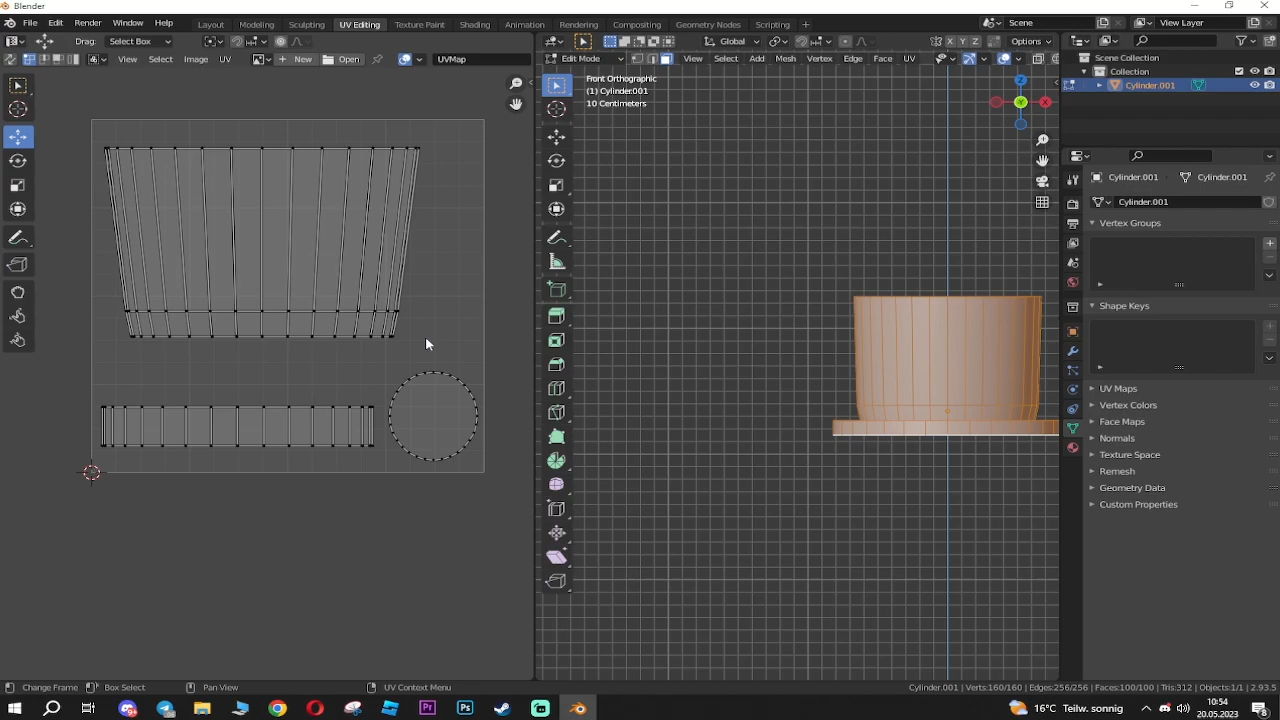 Blender
File Edit Render Window Help
Layout Modeling Sculpting UV Editing Texture Paint Shading Animation Rendering Compositing Geometry Nodes Scripting +
Scene
View Layer
Drag: Select Box
Global
Options
View Select Image UV
New
Open
UVMap
Edit Mode
View Select Add Mesh Vertex Edge Face UV
Front Orthographic
(1) Cylinder.001
10 Centimeters
Z
Y
X
X Y Z
Scene Collection
Collection
Cylinder.001
Cylinder.001
Cylinder.001
Cylinder.001
Vertex Groups
Shape Keys
UV Maps
Vertex Colors
Face Maps
Normals
Texture Space
Remesh
Geometry Data
Custom Properties
Change Frame
Box Select
Pan View
UV Context Menu
Cylinder.001 | Verts:160/160 | Edges:256/256 | Faces:100/100 | Tris:312 | Objects:1/1 | 2.93.5
Pr
Ps
16°C Teilw. sonnig
10:54
20.05.2023